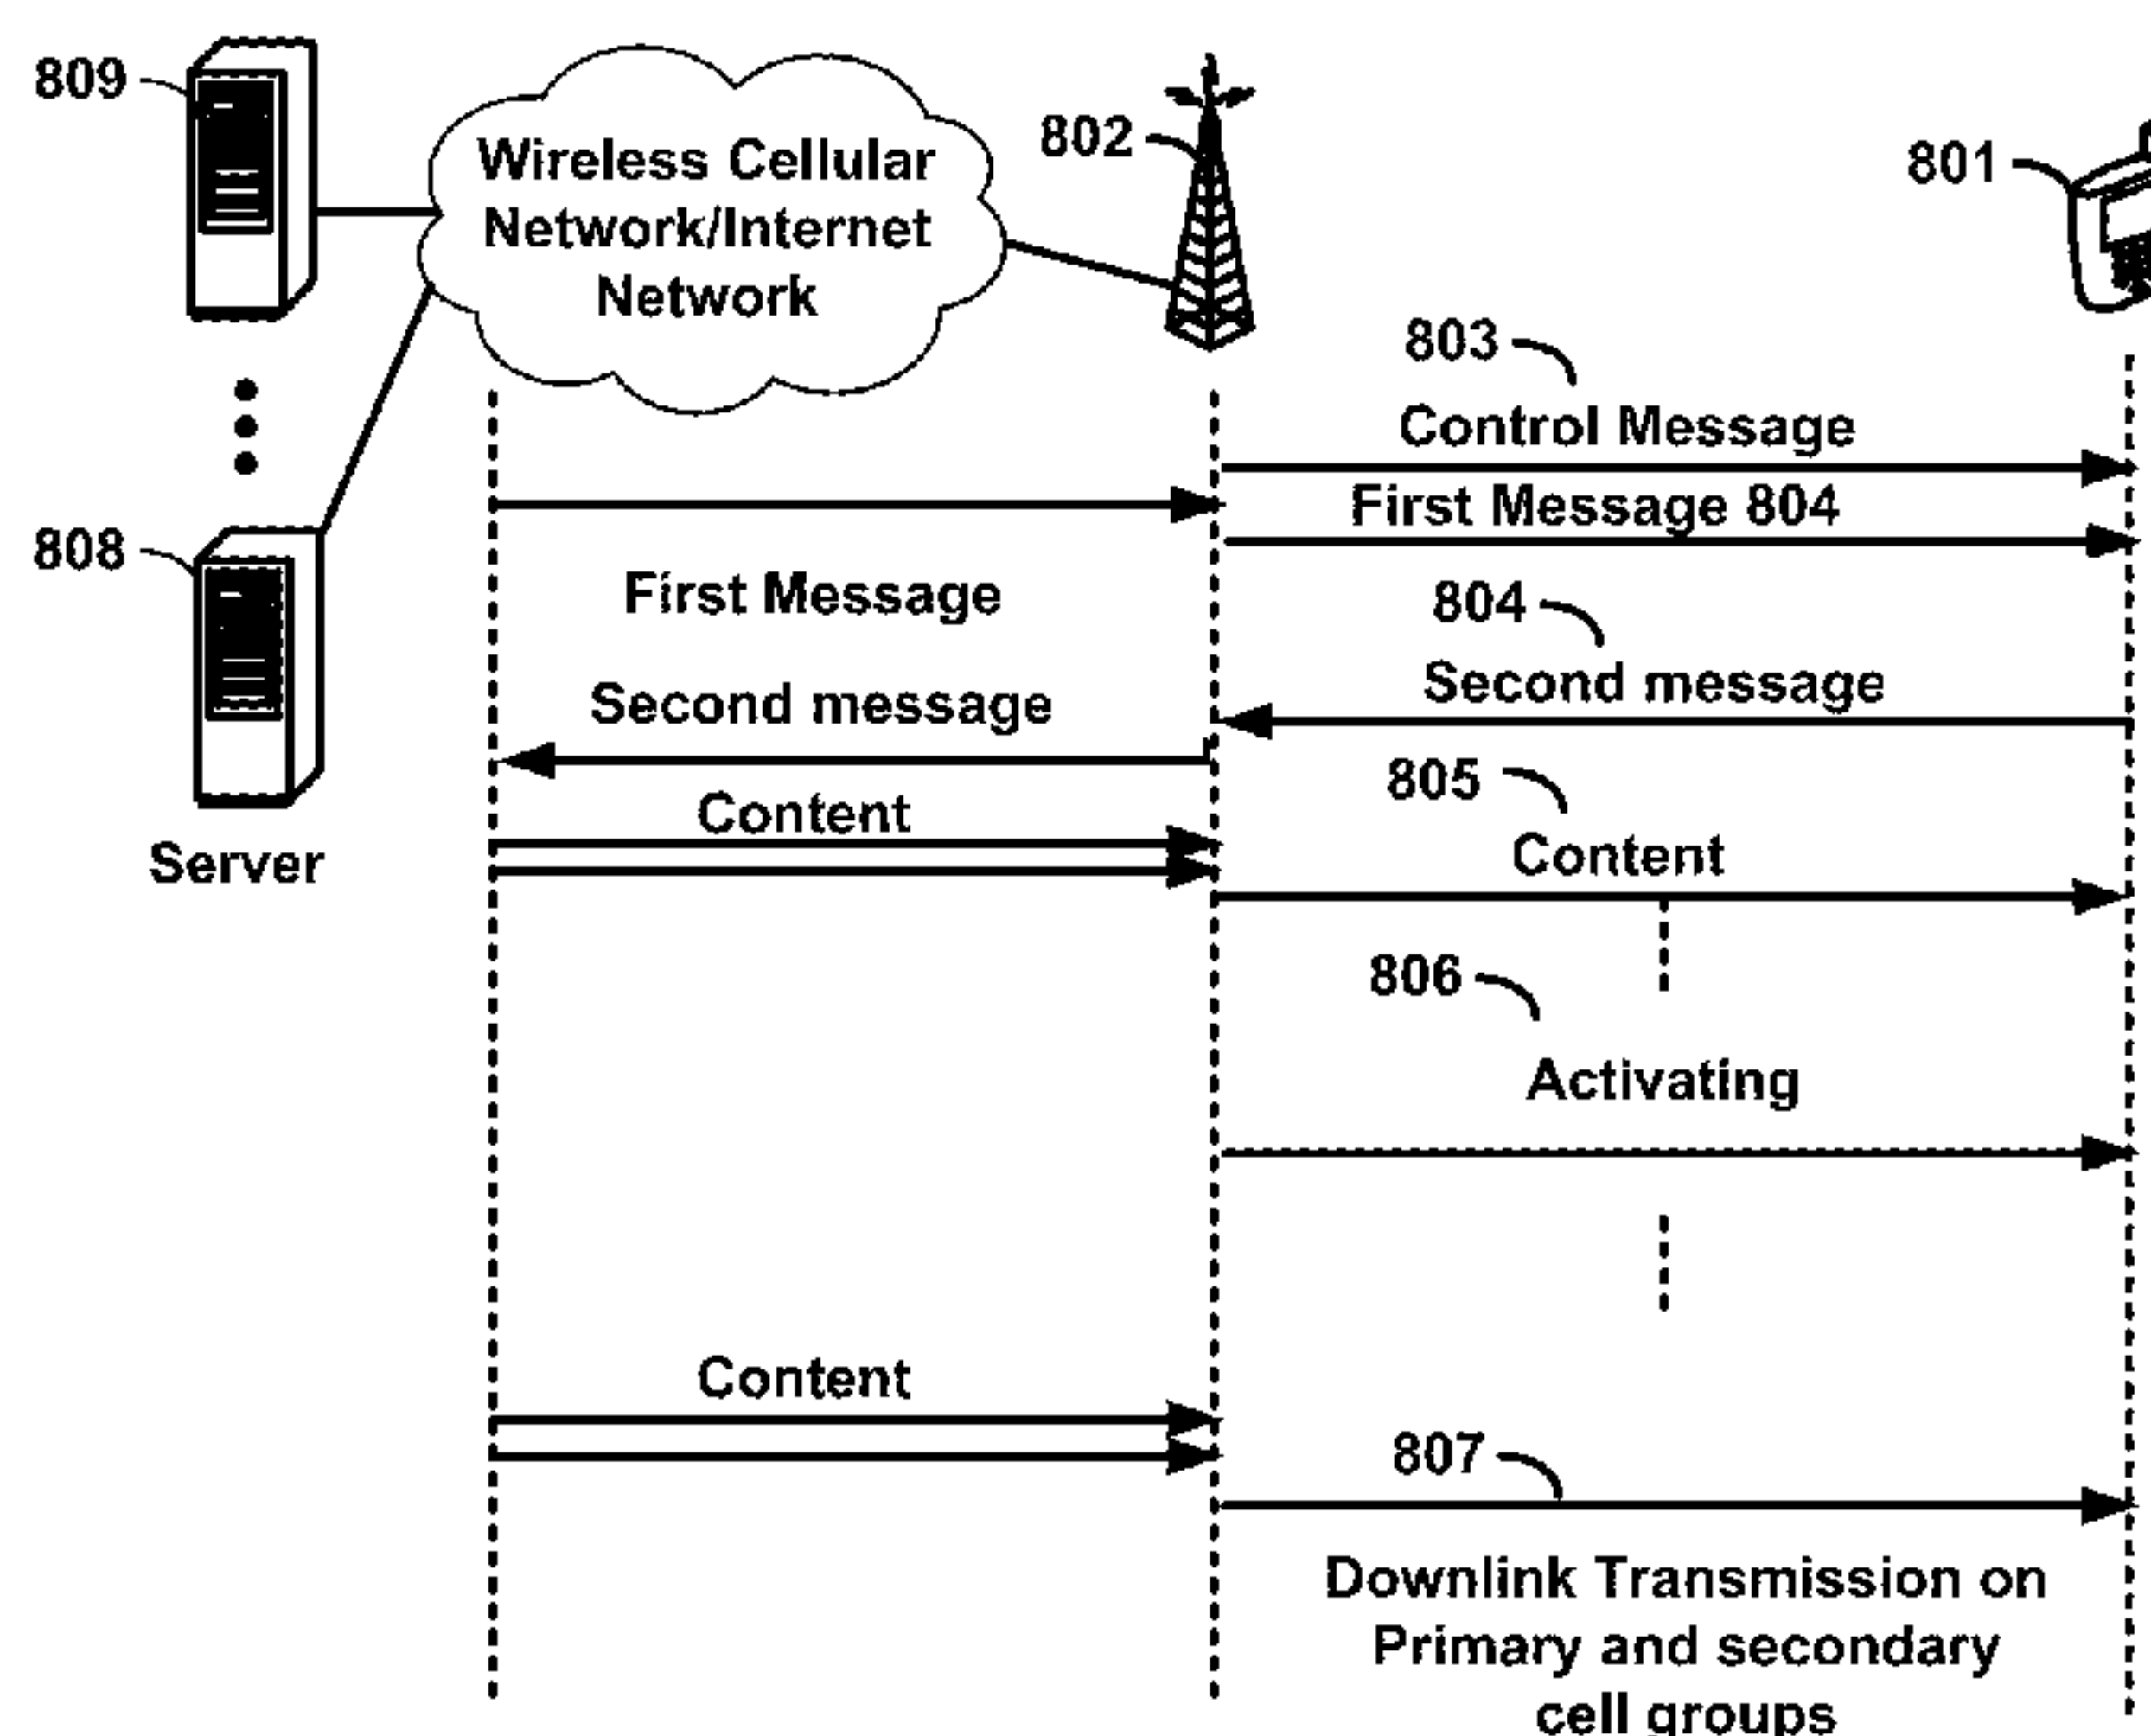 809
Wireless Cellular
Network/Internet
Network
802
801
803
Control Message
First Message 804
808
First Message
804
Second message
Second message
805
Content
Content
Server
806
Activating
Content
807
Downlink Transmission on
Primary and secondary
cell groups